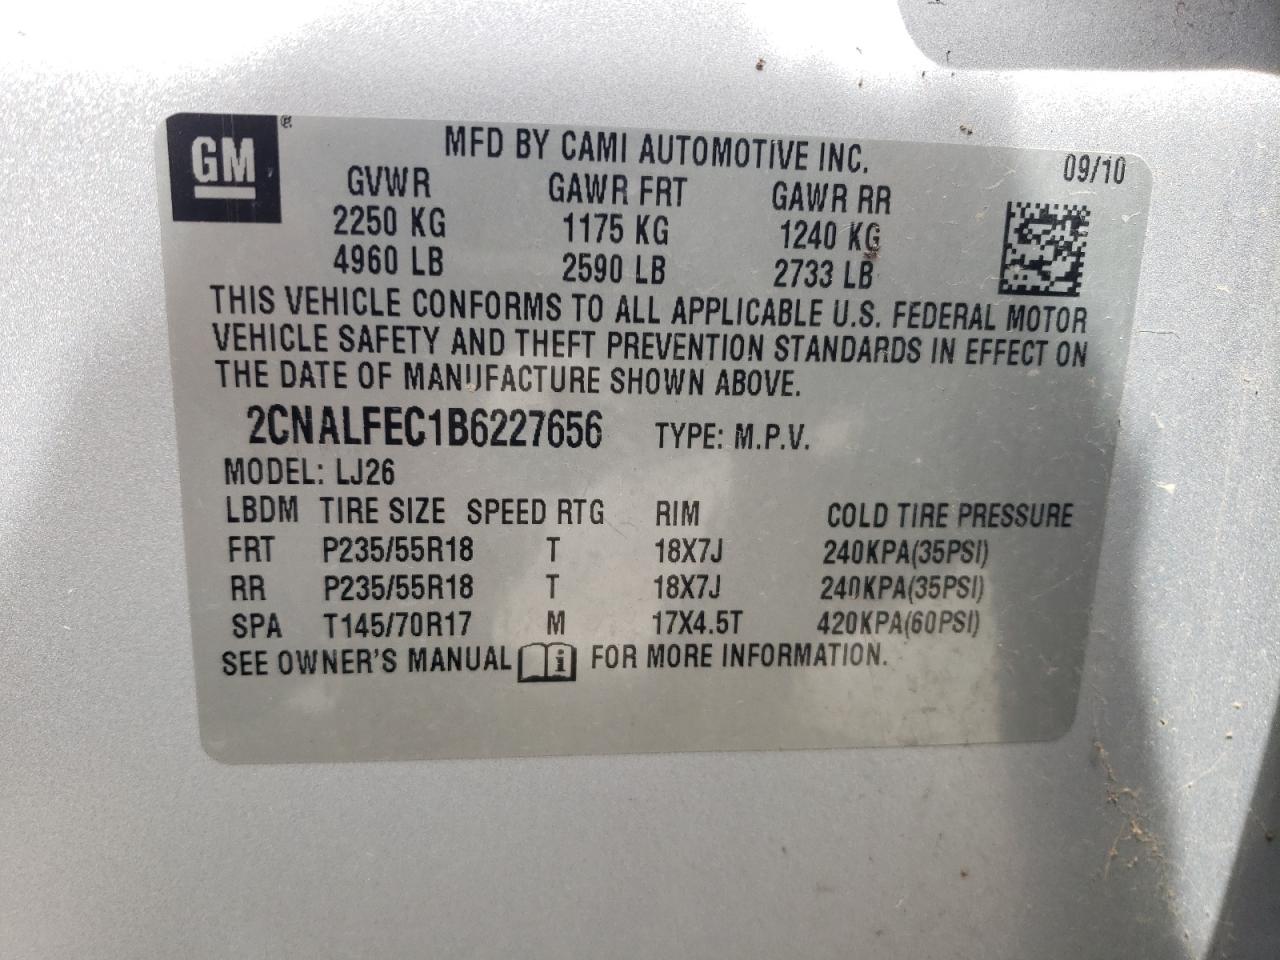 GM ®
MFD BY CAMI AUTOMOTIVE INC. 09/10
GVWR GAWR FRT GAWR RR
2250 KG 1175 KG 1240 KG
4960 LB 2590 LB 2733 LB
THIS VEHICLE CONFORMS TO ALL APPLICABLE U.S. FEDERAL MOTOR
VEHICLE SAFETY AND THEFT PREVENTION STANDARDS IN EFFECT ON
THE DATE OF MANUFACTURE SHOWN ABOVE.
2CNALFEC1B6227656 TYPE: M.P.V.
MODEL: LJ26
LBDM TIRE SIZE SPEED RTG RIM COLD TIRE PRESSURE
FRT P235/55R18 T 18X7J 240KPA(35PSI)
RR P235/55R18 T 18X7J 240KPA(35PSI)
SPA T145/70R17 M 17X4.5T 420KPA(60PSI)
SEE OWNER'S MANUAL i FOR MORE INFORMATION.